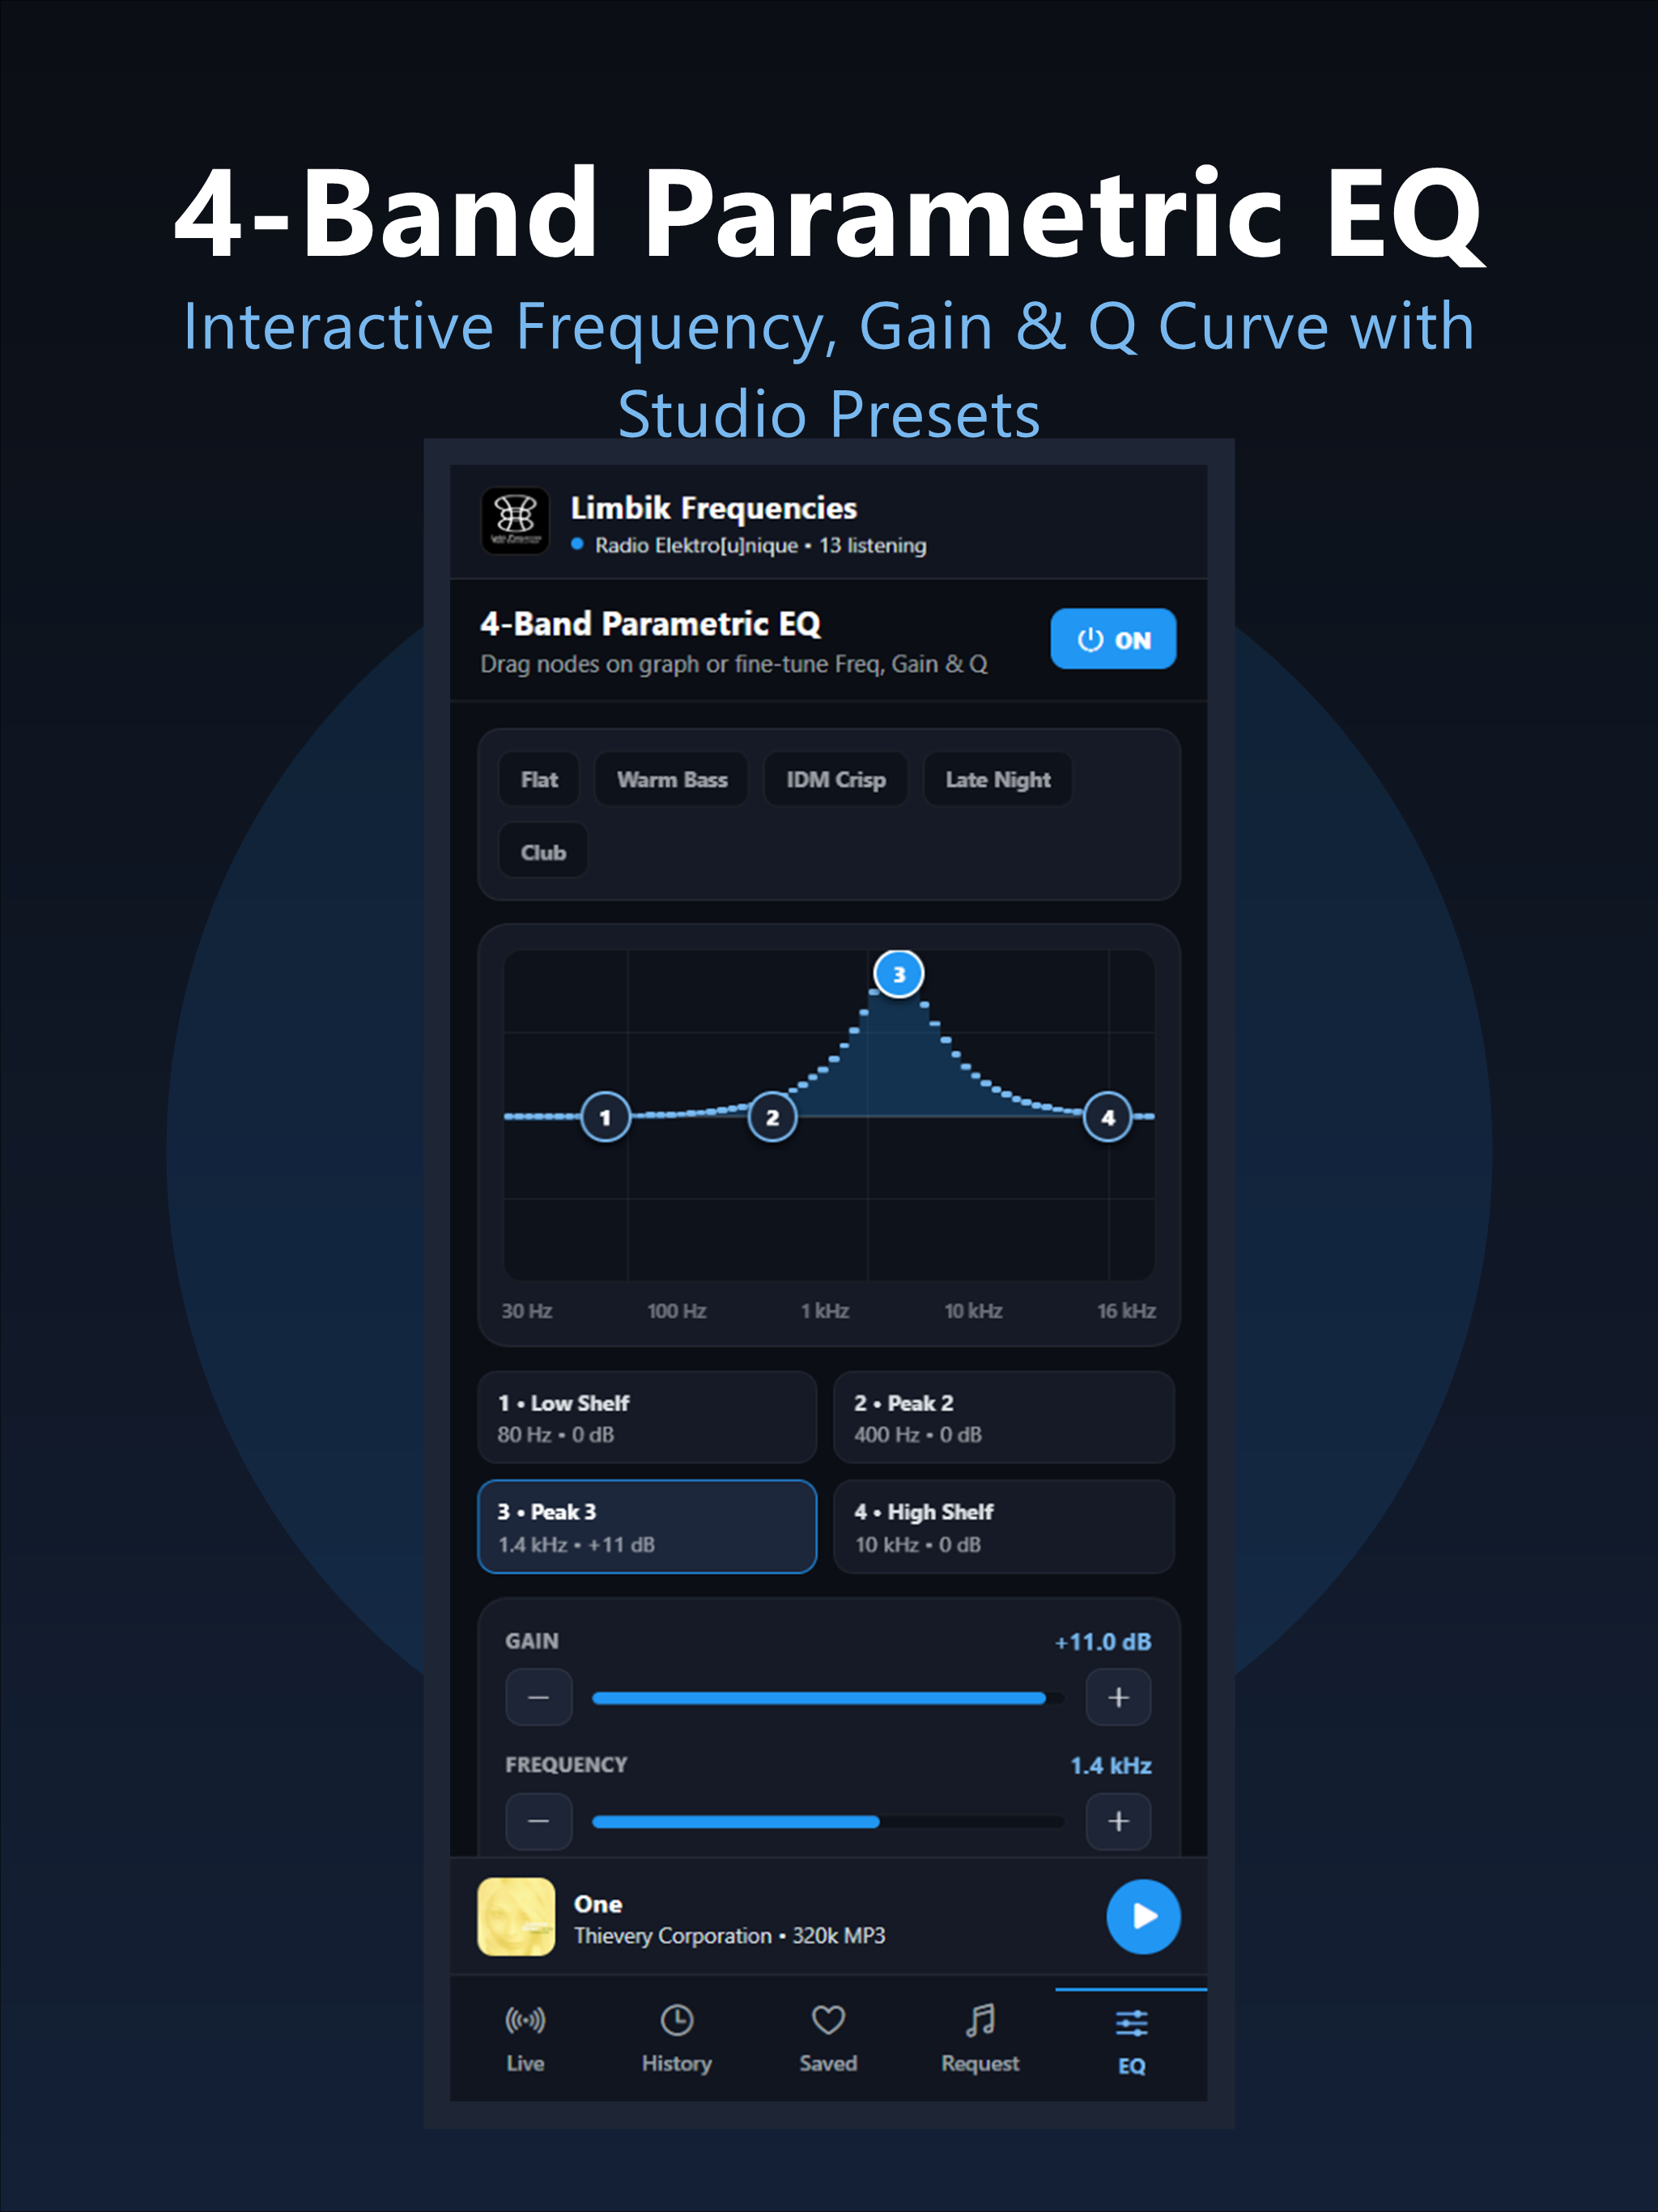 4-Band Parametric EQ
Interactive Frequency, Gain & Q Curve with
Studio Presets
Limbik Frequencies
Radio Elektro[u]nique • 13 listening
4-Band Parametric EQ
Drag nodes on graph or fine-tune Freq, Gain & Q
ON
Flat
Warm Bass
IDM Crisp
Late Night
Club
3
1
2
4
30 Hz
100 Hz
1 kHz
10 kHz
16 kHz
1 • Low Shelf
80 Hz • 0 dB
2 • Peak 2
400 Hz • 0 dB
3 • Peak 3
1.4 kHz • +11 dB
4 • High Shelf
10 kHz • 0 dB
GAIN
+11.0 dB
FREQUENCY
1.4 kHz
One
Thievery Corporation • 320k MP3
Live
History
Saved
Request
EQ